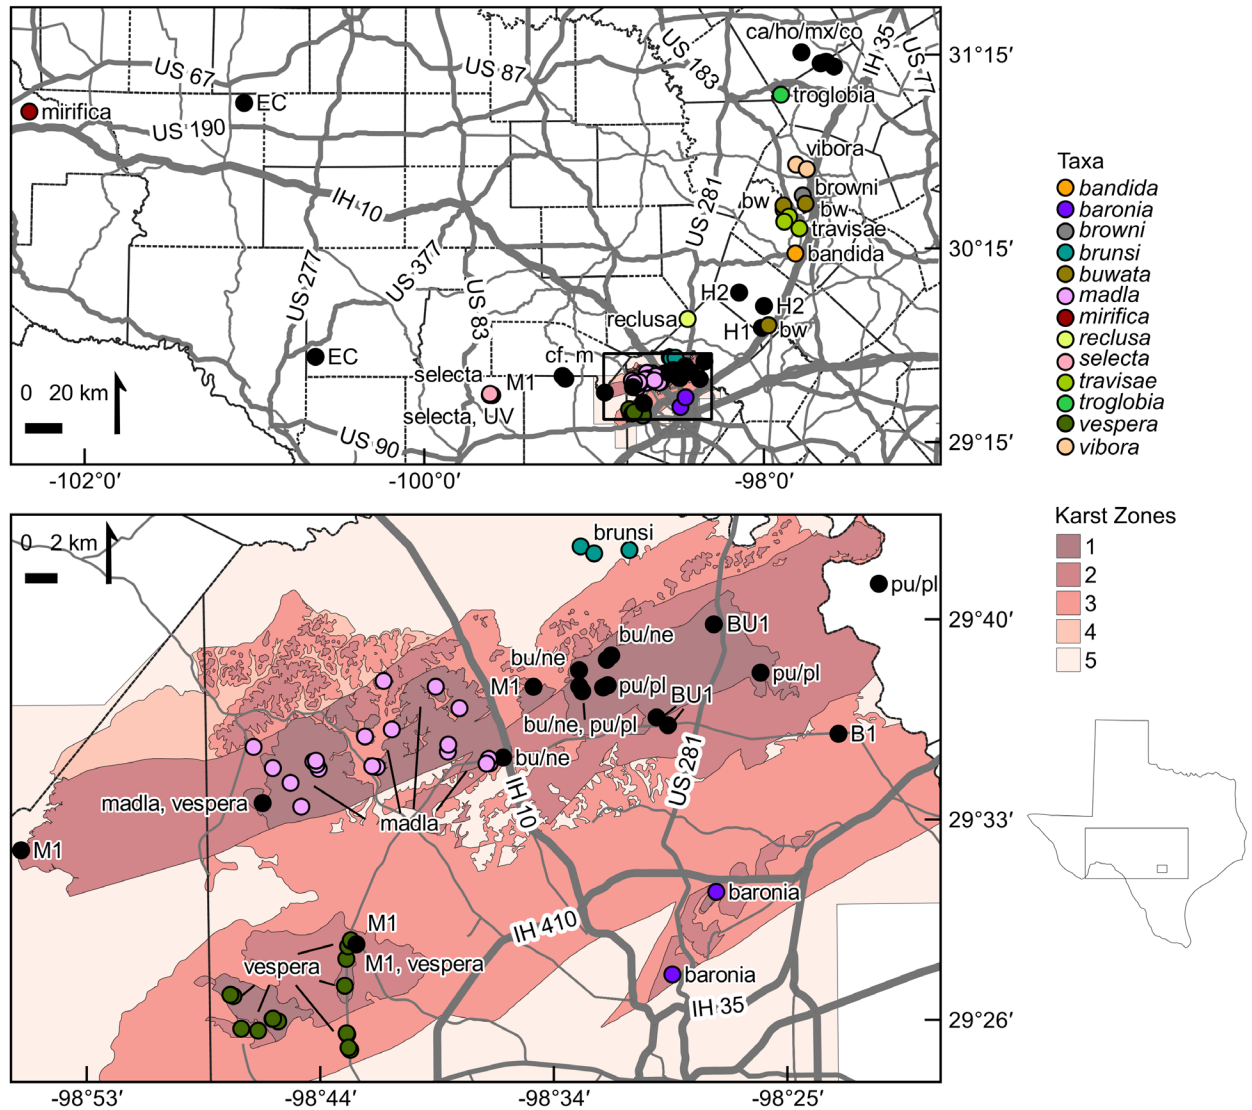 ca/ho/mx/co
US 67
US 87
US 183
IH 35
US 77
31°15′
mirifica
EC
troglobia
US 190
vibora
IH 10
browni
bw
bw
US 281
travisae
30°15′
bandida
US 277
US 377
US 83
H2
H2
reclusa
H1
bw
EC
cf. m
selecta
M1
0 20 km
selecta, UV
US 90
29°15′
-102°0′
-100°0′
-98°0′
Taxa
bandida
baronia
browni
brunsi
buwata
madla
mirifica
reclusa
selecta
travisae
troglobia
vespera
vibora
0 2 km
brunsi
pu/pl
29°40′
BU1
bu/ne
bu/ne
M1
pu/pl
pu/pl
BU1
bu/ne, pu/pl
B1
bu/ne
US 281
IH 10
madla, vespera
madla
29°33′
M1
baronia
M1
IH 410
vespera
M1, vespera
baronia
IH 35
29°26′
-98°53′
-98°44′
-98°34′
-98°25′
Karst Zones
1
2
3
4
5